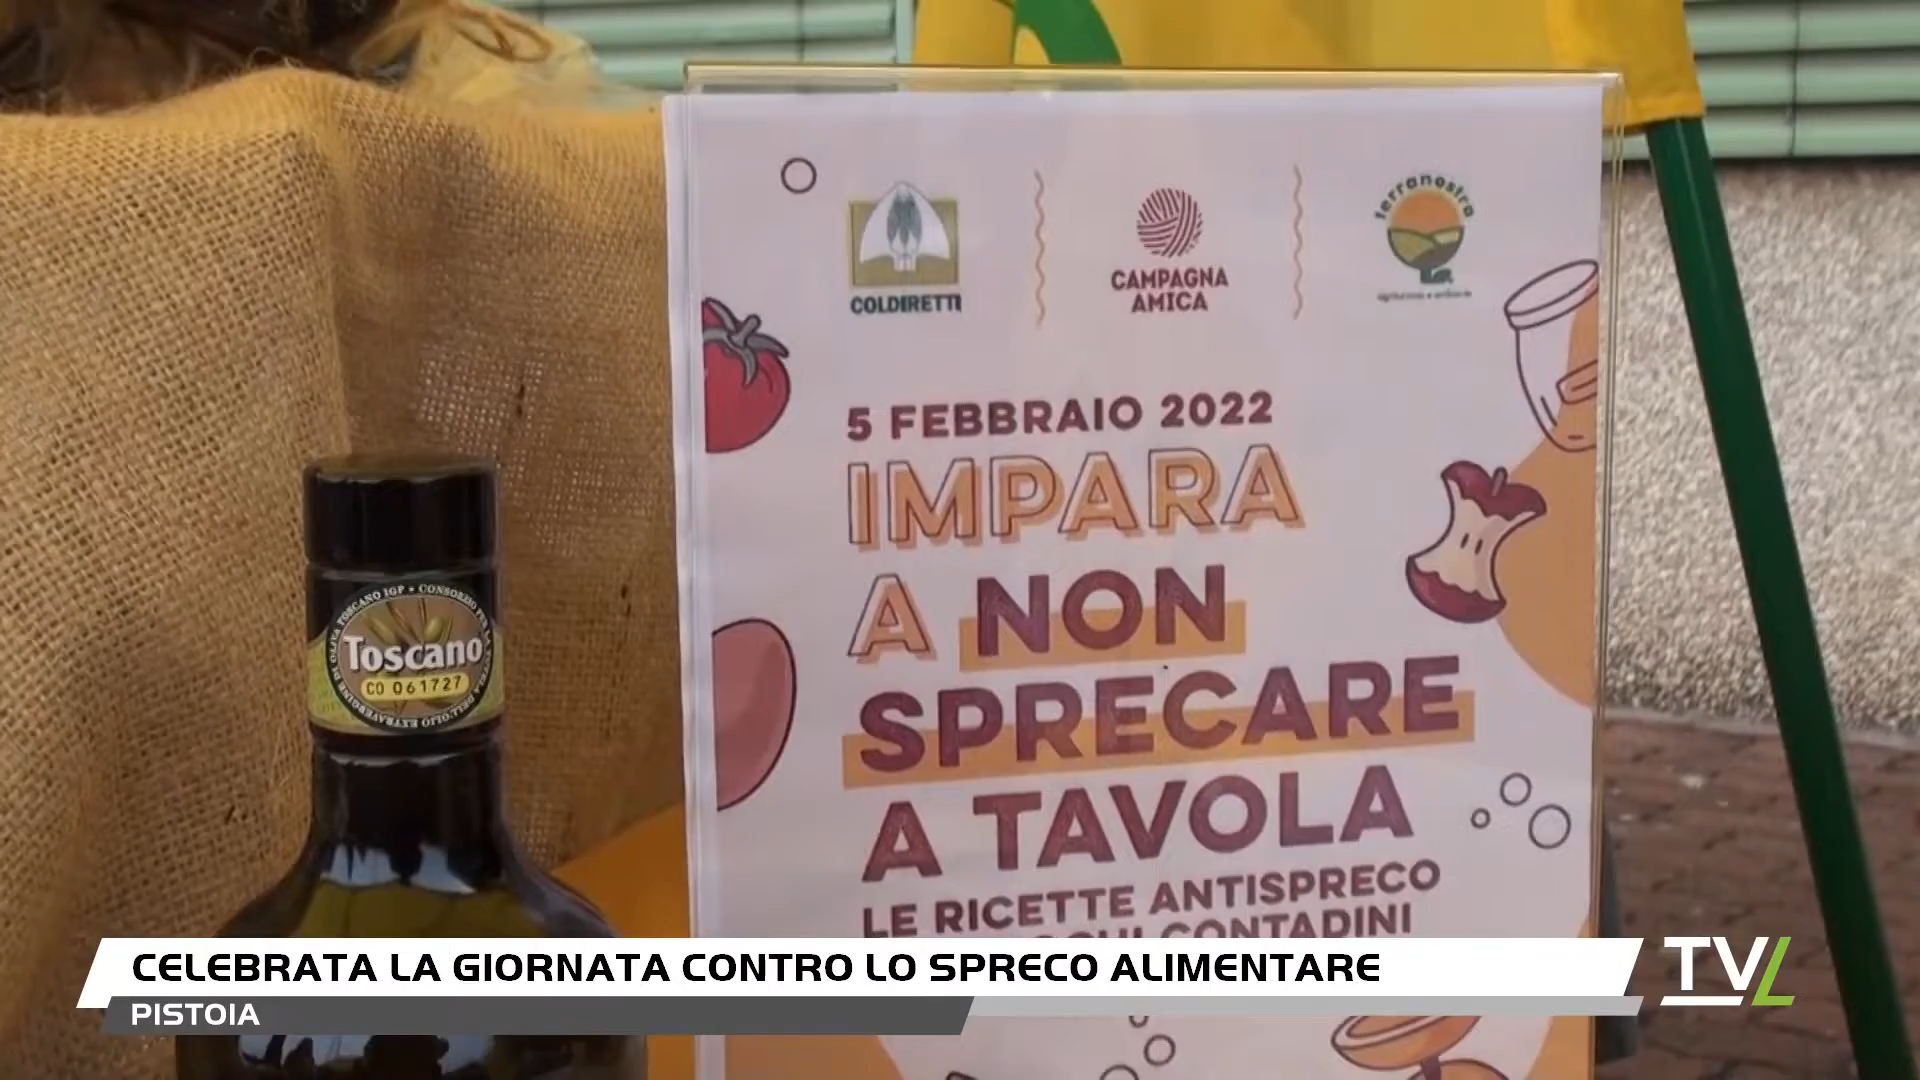 terranostra
COLDIRETTI
CAMPAGNA
AMICA
5 FEBBRAIO 2022
IMPARA
A NON
SPRECARE
A TAVOLA
LE RICETTE ANTISPRECO
CONTADINI
Toscano
CO 061727
CELEBRATA LA GIORNATA CONTRO LO SPRECO ALIMENTARE
PISTOIA
TVL